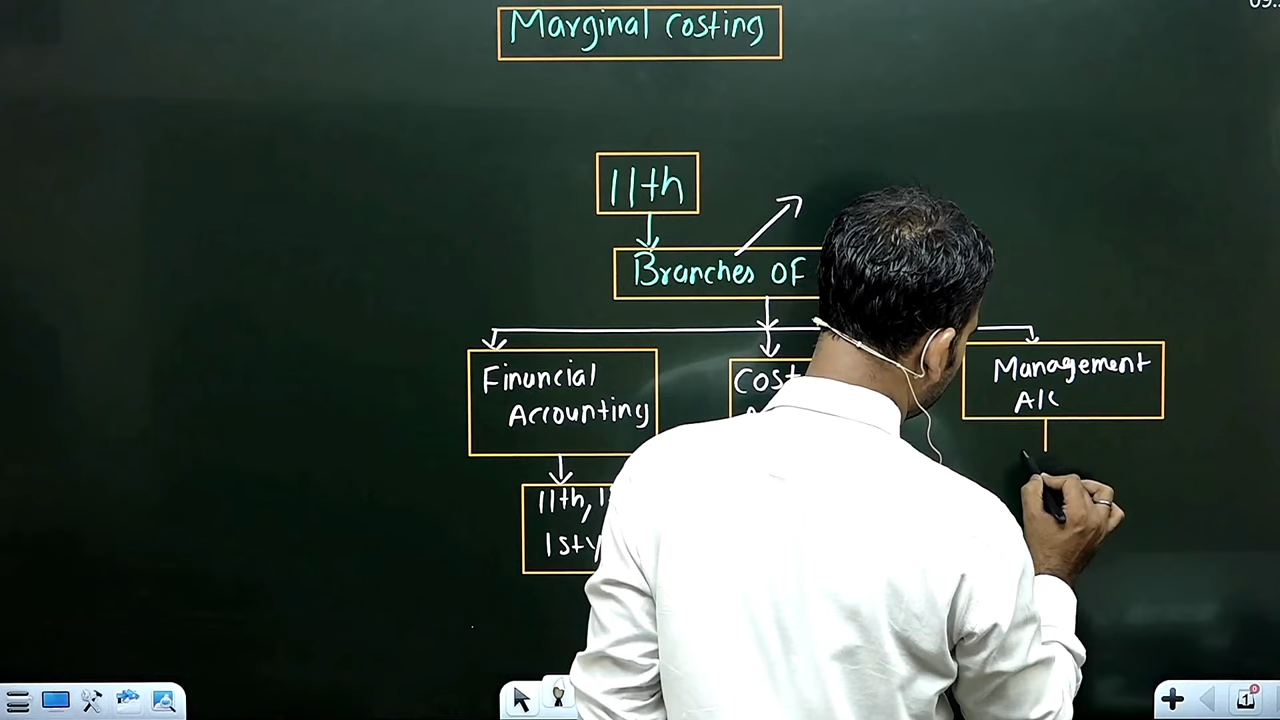 Marginal costing
11th
Branches OF
Financial
Accounting
Cost
Management
A/c
11th,
1st